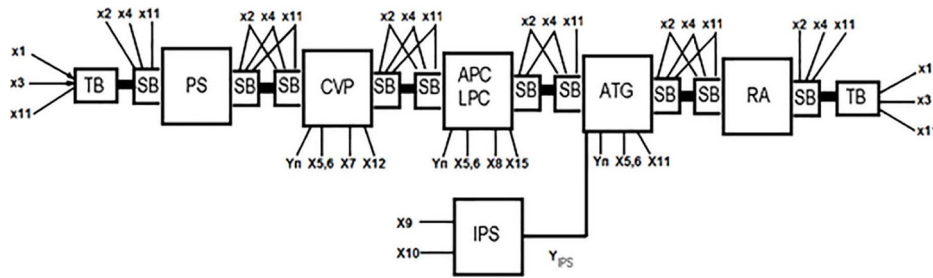 x2 x4 x11
x2 x4 x11
x2 x4 x11
x2 x4 x11
x2 x4 x11
x2 x4 x11
x1
x3
x11
TB
SB
PS
SB
SB
CVP
SB
SB
APC
LPC
SB
SB
ATG
SB
SB
RA
SB
TB
x1
x3
Yn X5,6 X7 X12
Yn X5,6 X8 X15
Yn X5,6 X11
X9
X10
IPS
Y IPS